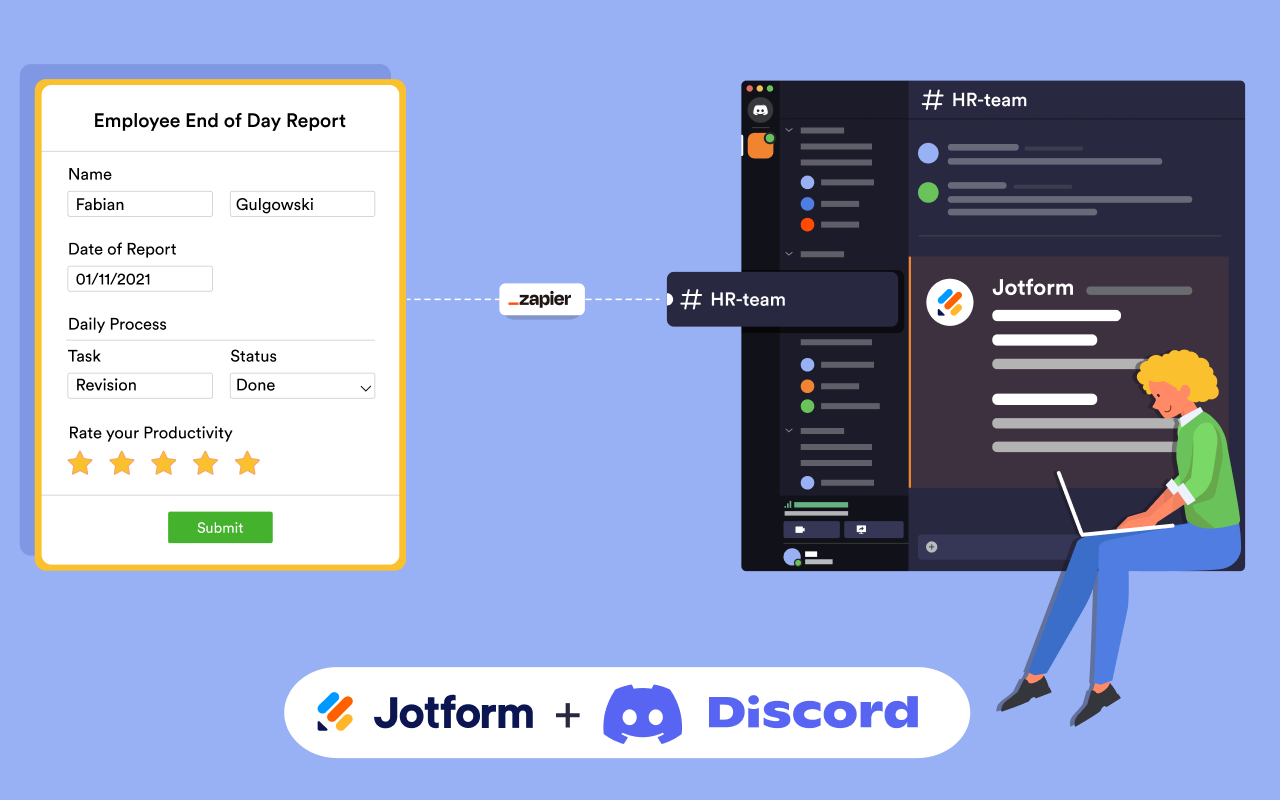 Employee End of Day Report
Name
Fabian Gulgowski
Date of Report
01/11/2021
Daily Process
Task Status
Revision Done
Rate your Productivity
Submit
_zapier
# HR-team
# HR-team
Jotform
Jotform + Discord